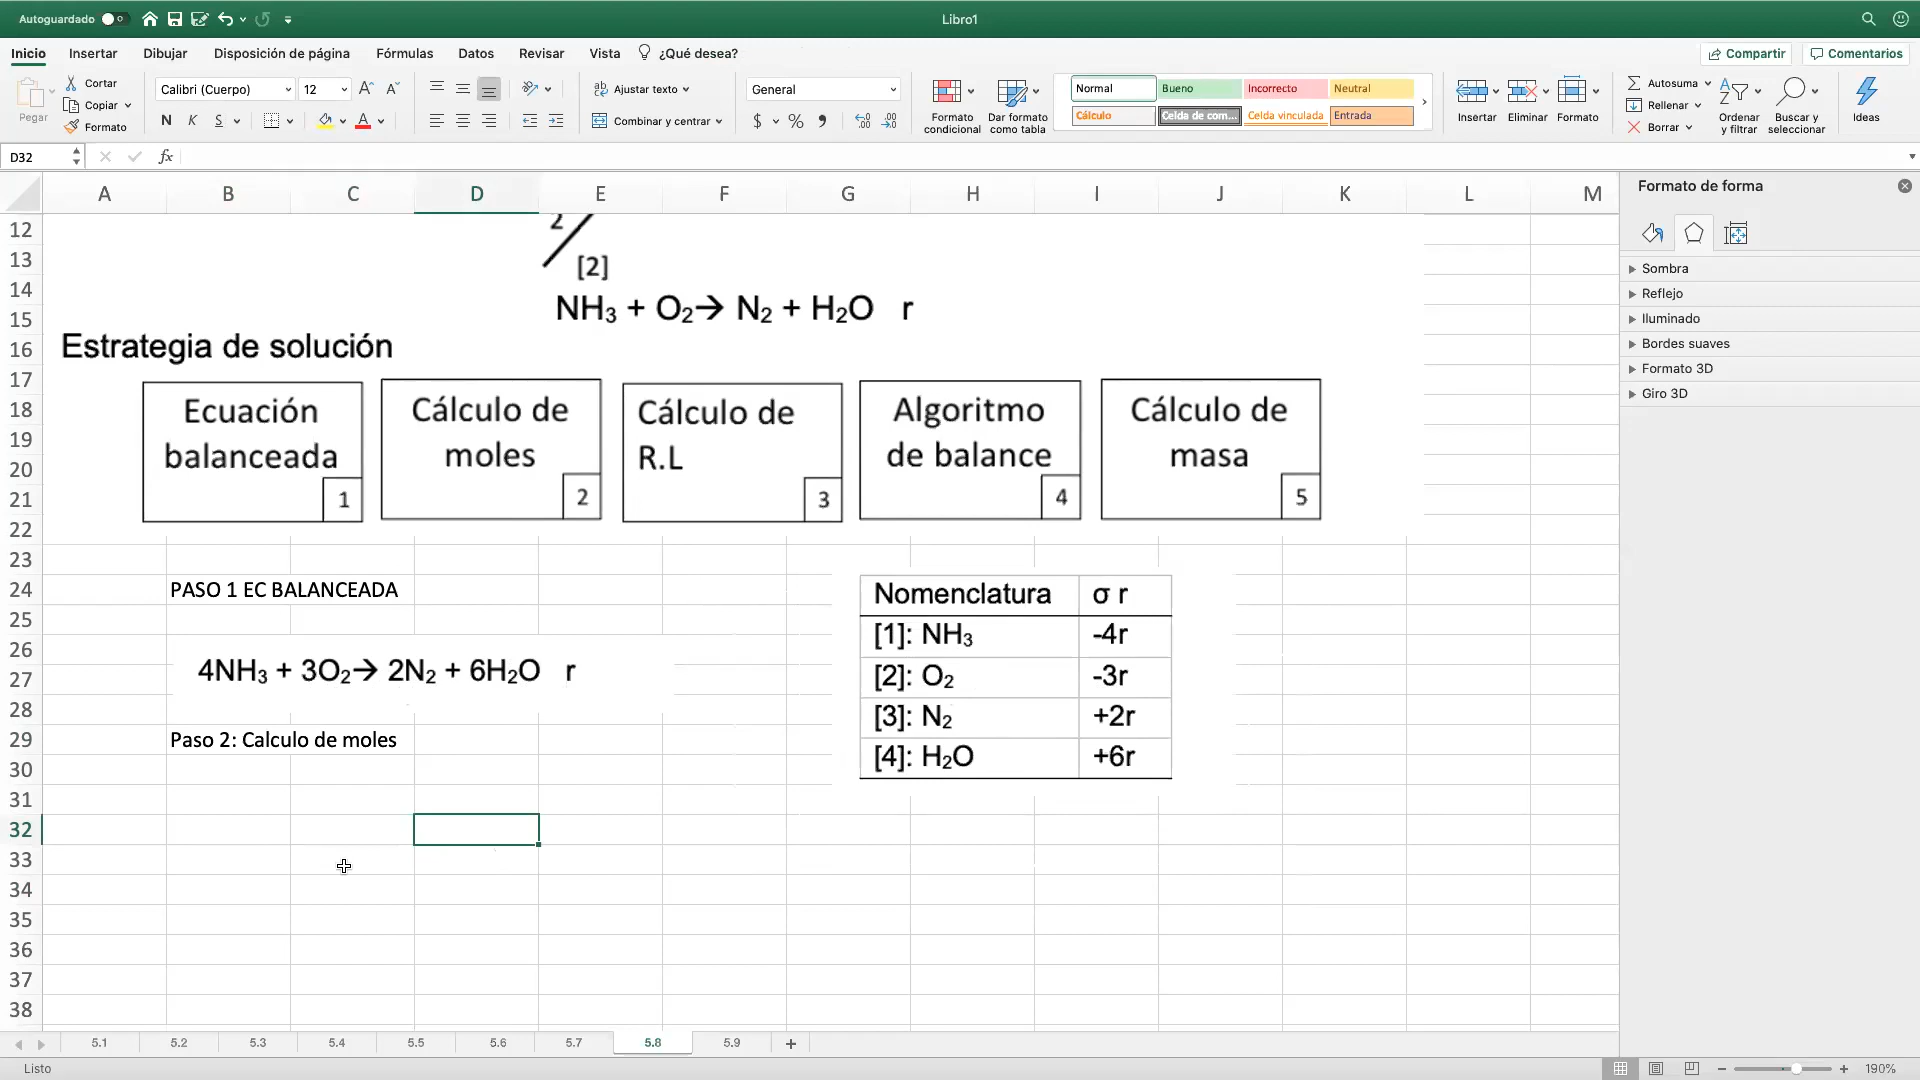 Autoguardado
Libro1
Inicio Insertar Dibujar Disposición de página Fórmulas Datos Revisar Vista ¿Qué desea? Compartir Comentarios
Pegar
Cortar
Copiar
Formato
Calibri (Cuerpo) 12
N K S
Ajustar texto
Combinar y centrar
General
Formato condicional
Dar formato como tabla
Normal Bueno Incorrecto Neutral
Cálculo Celda de com... Celda vinculada Entrada
Insertar Eliminar Formato
Autosuma
Rellenar
Borrar
Ordenar y filtrar
Buscar y seleccionar
Ideas
D32 fx
A B C D E F G H I J K L M
12
13
14
15
16
17
18
19
20
21
22
23
24
25
26
27
28
29
30
31
32
33
34
35
36
37
38
2
[2]
NH₃ + O₂→ N₂ + H₂O r
Estrategia de solución
Ecuación balanceada 1
Cálculo de moles 2
Cálculo de R.L 3
Algoritmo de balance 4
Cálculo de masa 5
PASO 1 EC BALANCEADA
4NH₃ + 3O₂→ 2N₂ + 6H₂O r
Paso 2: Calculo de moles
Nomenclatura σ r
[1]: NH₃ -4r
[2]: O₂ -3r
[3]: N₂ +2r
[4]: H₂O +6r
Formato de forma
Sombra
Reflejo
Iluminado
Bordes suaves
Formato 3D
Giro 3D
5.1 5.2 5.3 5.4 5.5 5.6 5.7 5.8 5.9 +
Listo
190%